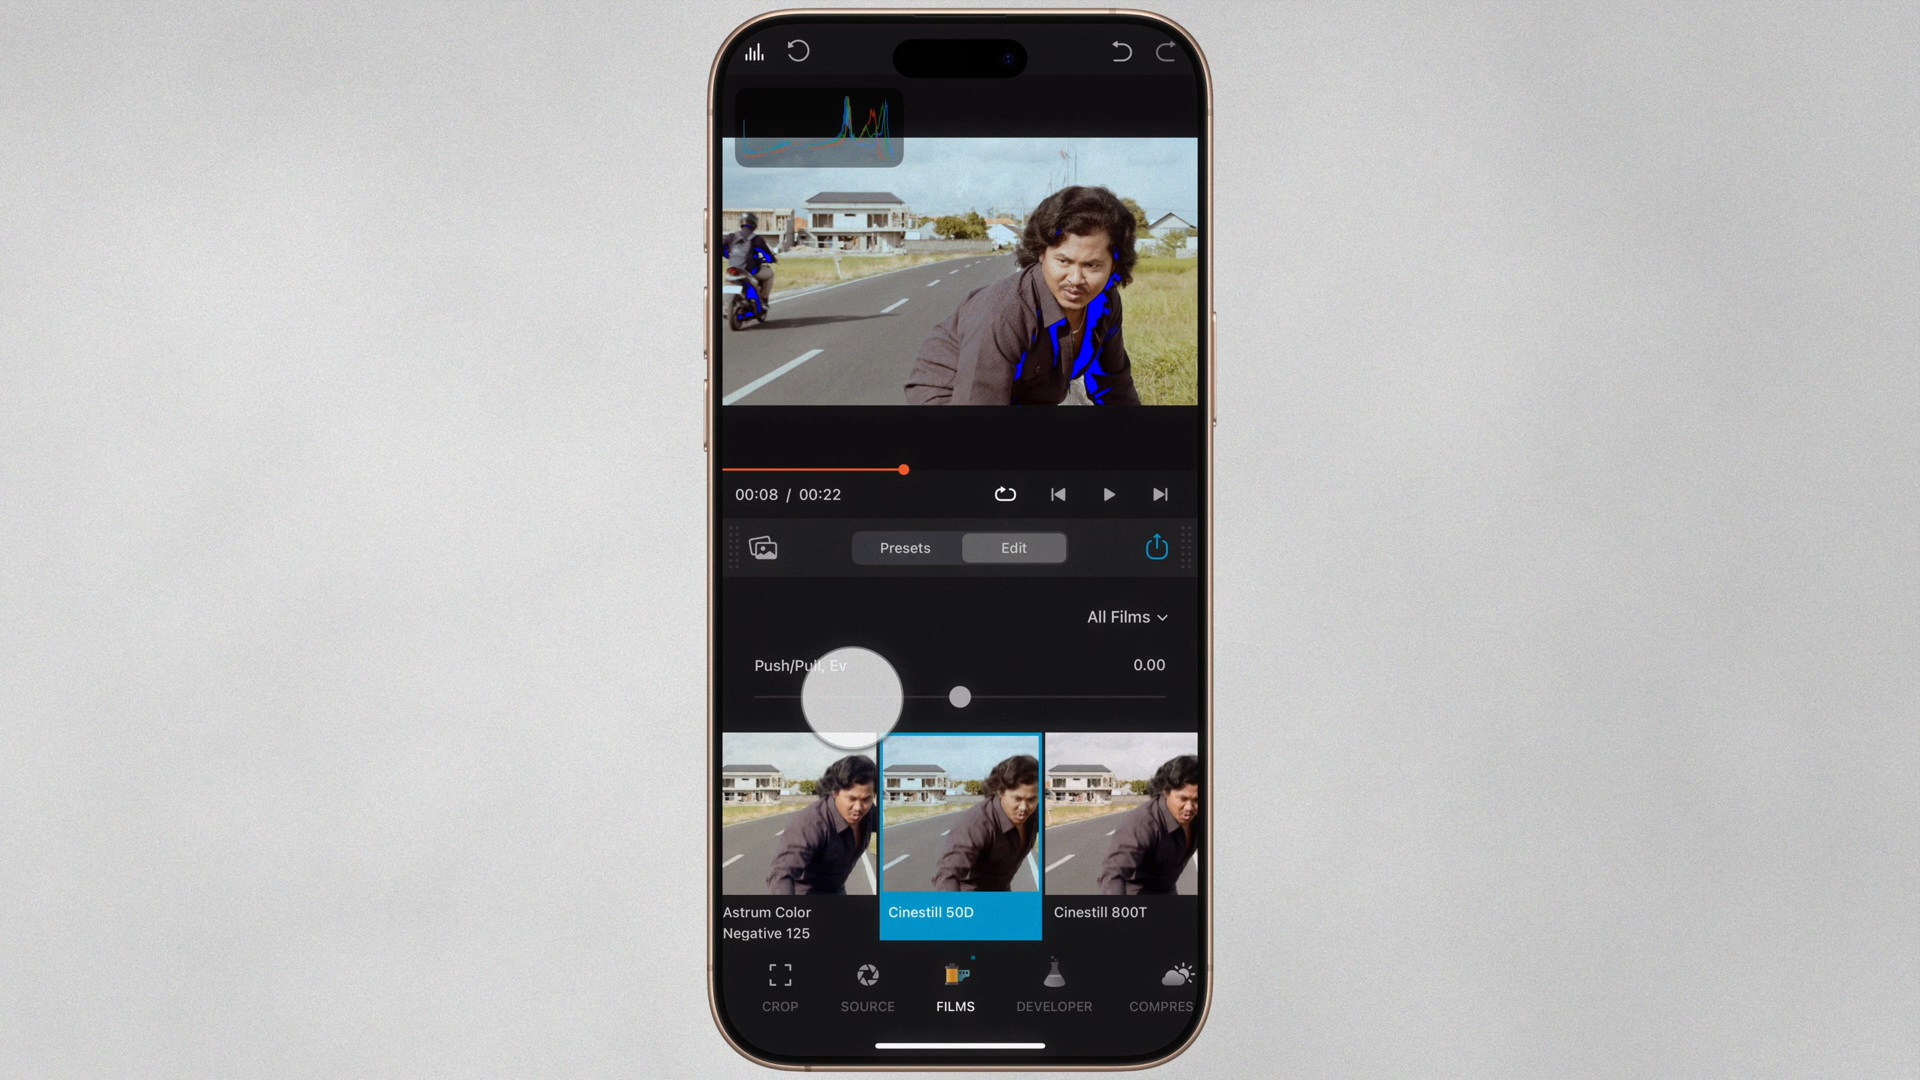 00:08 / 00:22
Presets
Edit
All Films
Push/Pull, Ev
0.00
Astrum Color
Negative 125
Cinestill 50D
Cinestill 800T
CROP
SOURCE
FILMS
DEVELOPER
COMPRES